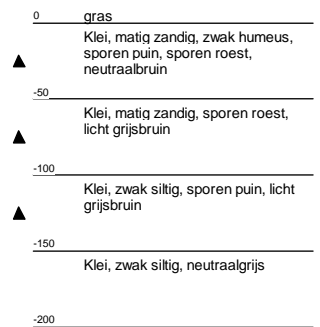 0 gras
Klei, matig zandig, zwak humeus,
sporen puin, sporen roest,
neutraalbruin
-50
Klei, matig zandig, sporen roest,
licht grijsbruin
-100
Klei, zwak siltig, sporen puin, licht
grijsbruin
-150
Klei, zwak siltig, neutraalgrijs
-200